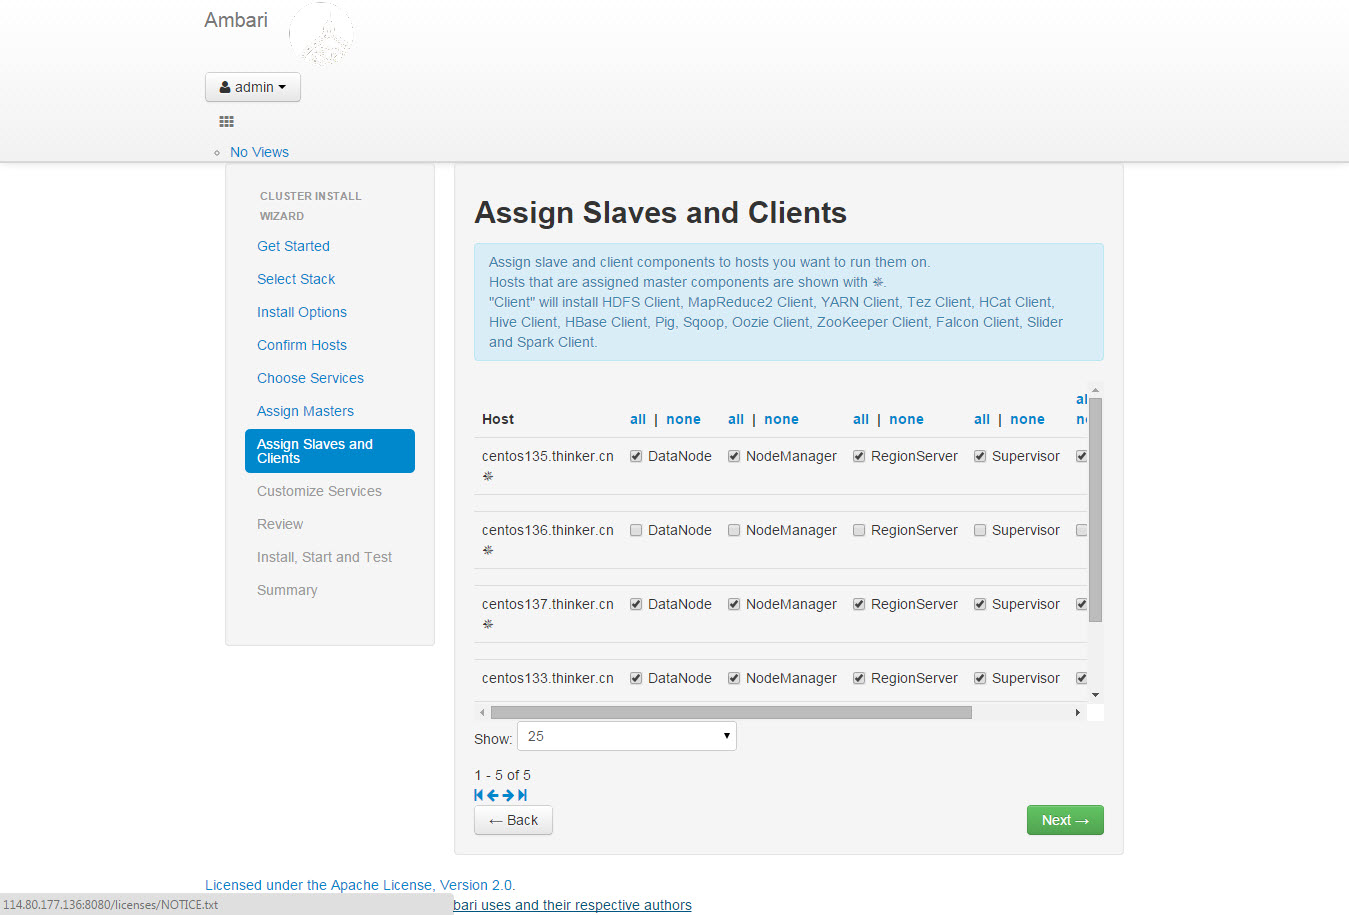 Ambari
admin
No Views
CLUSTER INSTALL
WIZARD
Get Started
Select Stack
Install Options
Confirm Hosts
Choose Services
Assign Masters
Assign Slaves and
Clients
Customize Services
Review
Install, Start and Test
Summary
Assign Slaves and Clients
Assign slave and client components to hosts you want to run them on.
Hosts that are assigned master components are shown with ✵.
"Client" will install HDFS Client, MapReduce2 Client, YARN Client, Tez Client, HCat Client,
Hive Client, HBase Client, Pig, Sqoop, Oozie Client, ZooKeeper Client, Falcon Client, Slider
and Spark Client.
Host all | none all | none all | none all | none
centos135.thinker.cn DataNode NodeManager RegionServer Supervisor
✵
centos136.thinker.cn DataNode NodeManager RegionServer Supervisor
✵
centos137.thinker.cn DataNode NodeManager RegionServer Supervisor
✵
centos133.thinker.cn DataNode NodeManager RegionServer Supervisor
Show: 25
1 - 5 of 5
← Back
Next →
Licensed under the Apache License, Version 2.0.
114.80.177.136:8080/licenses/NOTICE.txt
bari uses and their respective authors